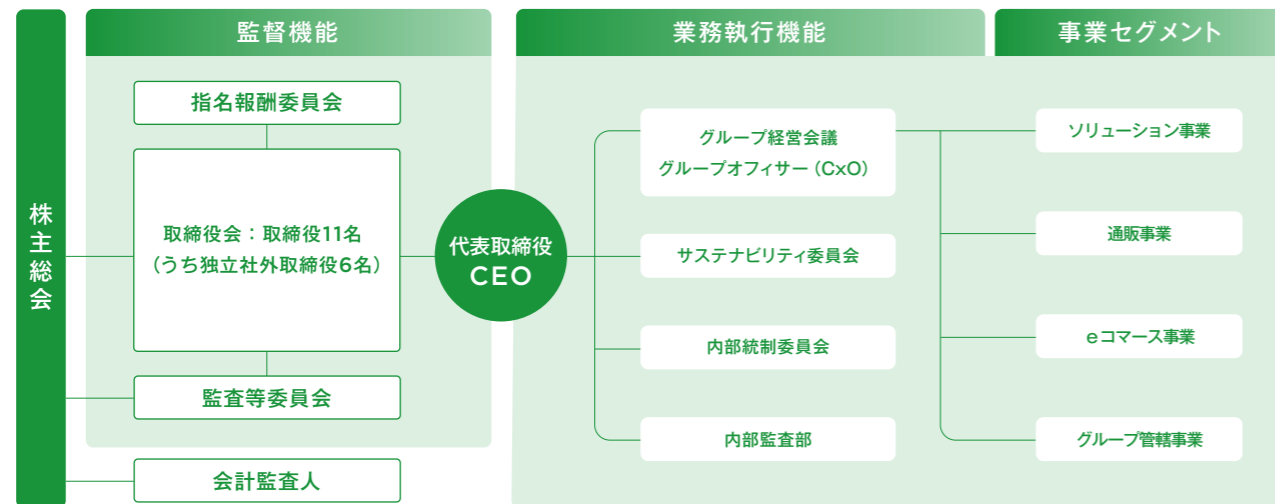 株主総会
監督機能
指名報酬委員会
取締役会：取締役11名
（うち独立社外取締役6名）
監査等委員会
会計監査人
代表取締役
CEO
業務執行機能
グループ経営会議
グループオフィサー（CxO）
サステナビリティ委員会
内部統制委員会
内部監査部
事業セグメント
ソリューション事業
通販事業
eコマース事業
グループ管轄事業